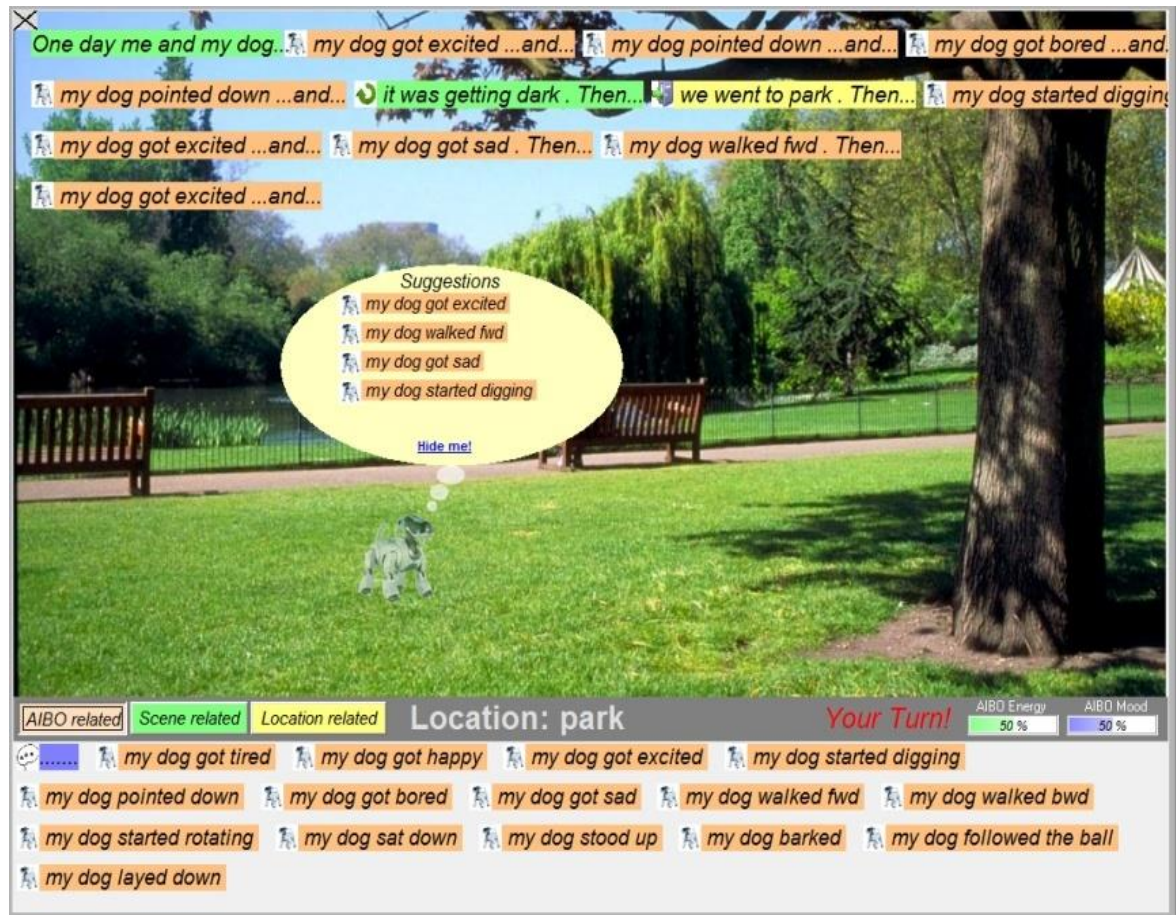 One day me and my dog... my dog got excited ...and... my dog pointed down ...and... my dog got bored ...and
my dog pointed down ...and... it was getting dark . Then... we went to park . Then... my dog started digging
my dog got excited ...and... my dog got sad . Then... my dog walked fwd . Then...
my dog got excited ...and...
Suggestions
my dog got excited
my dog walked fwd
my dog got sad
my dog started digging
Hide me!
AIBO related Scene related Location related Location: park Your Turn! AIBO Energy 50 % AIBO Mood 50 %
....... my dog got tired my dog got happy my dog got excited my dog started digging
my dog pointed down my dog got bored my dog got sad my dog walked fwd my dog walked bwd
my dog started rotating my dog sat down my dog stood up my dog barked my dog followed the ball
my dog layed down